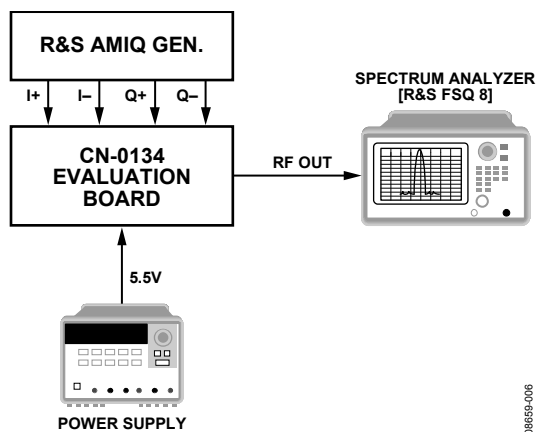 R&S AMIQ GEN.
I+ I– Q+ Q–
SPECTRUM ANALYZER
[R&S FSQ 8]
CN-0134
EVALUATION
BOARD
RF OUT
5.5V
POWER SUPPLY
08659-006